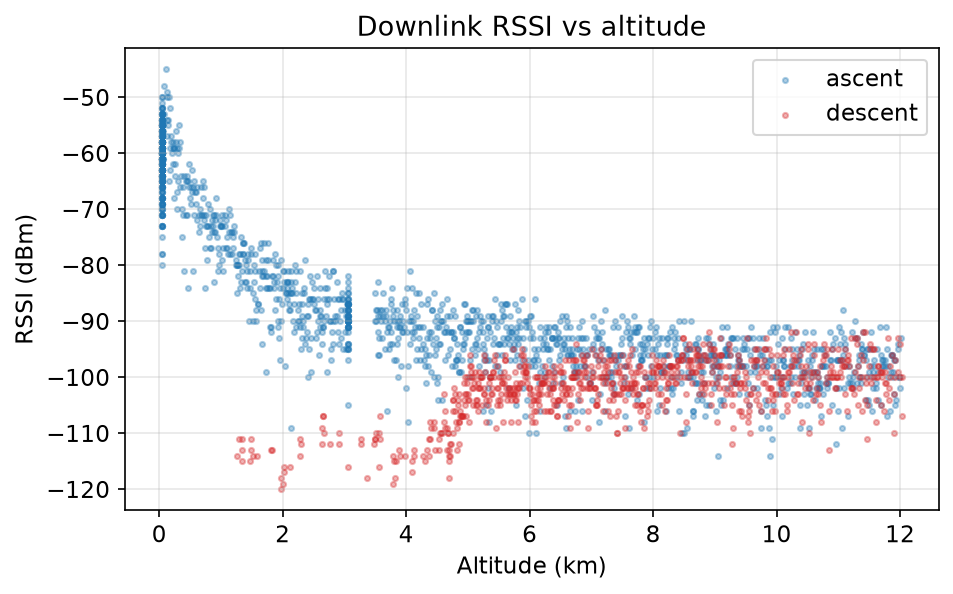 Downlink RSSI vs altitude
ascent
descent
RSSI (dBm)
−50
−60
−70
−80
−90
−100
−110
−120
0 2 4 6 8 10 12
Altitude (km)